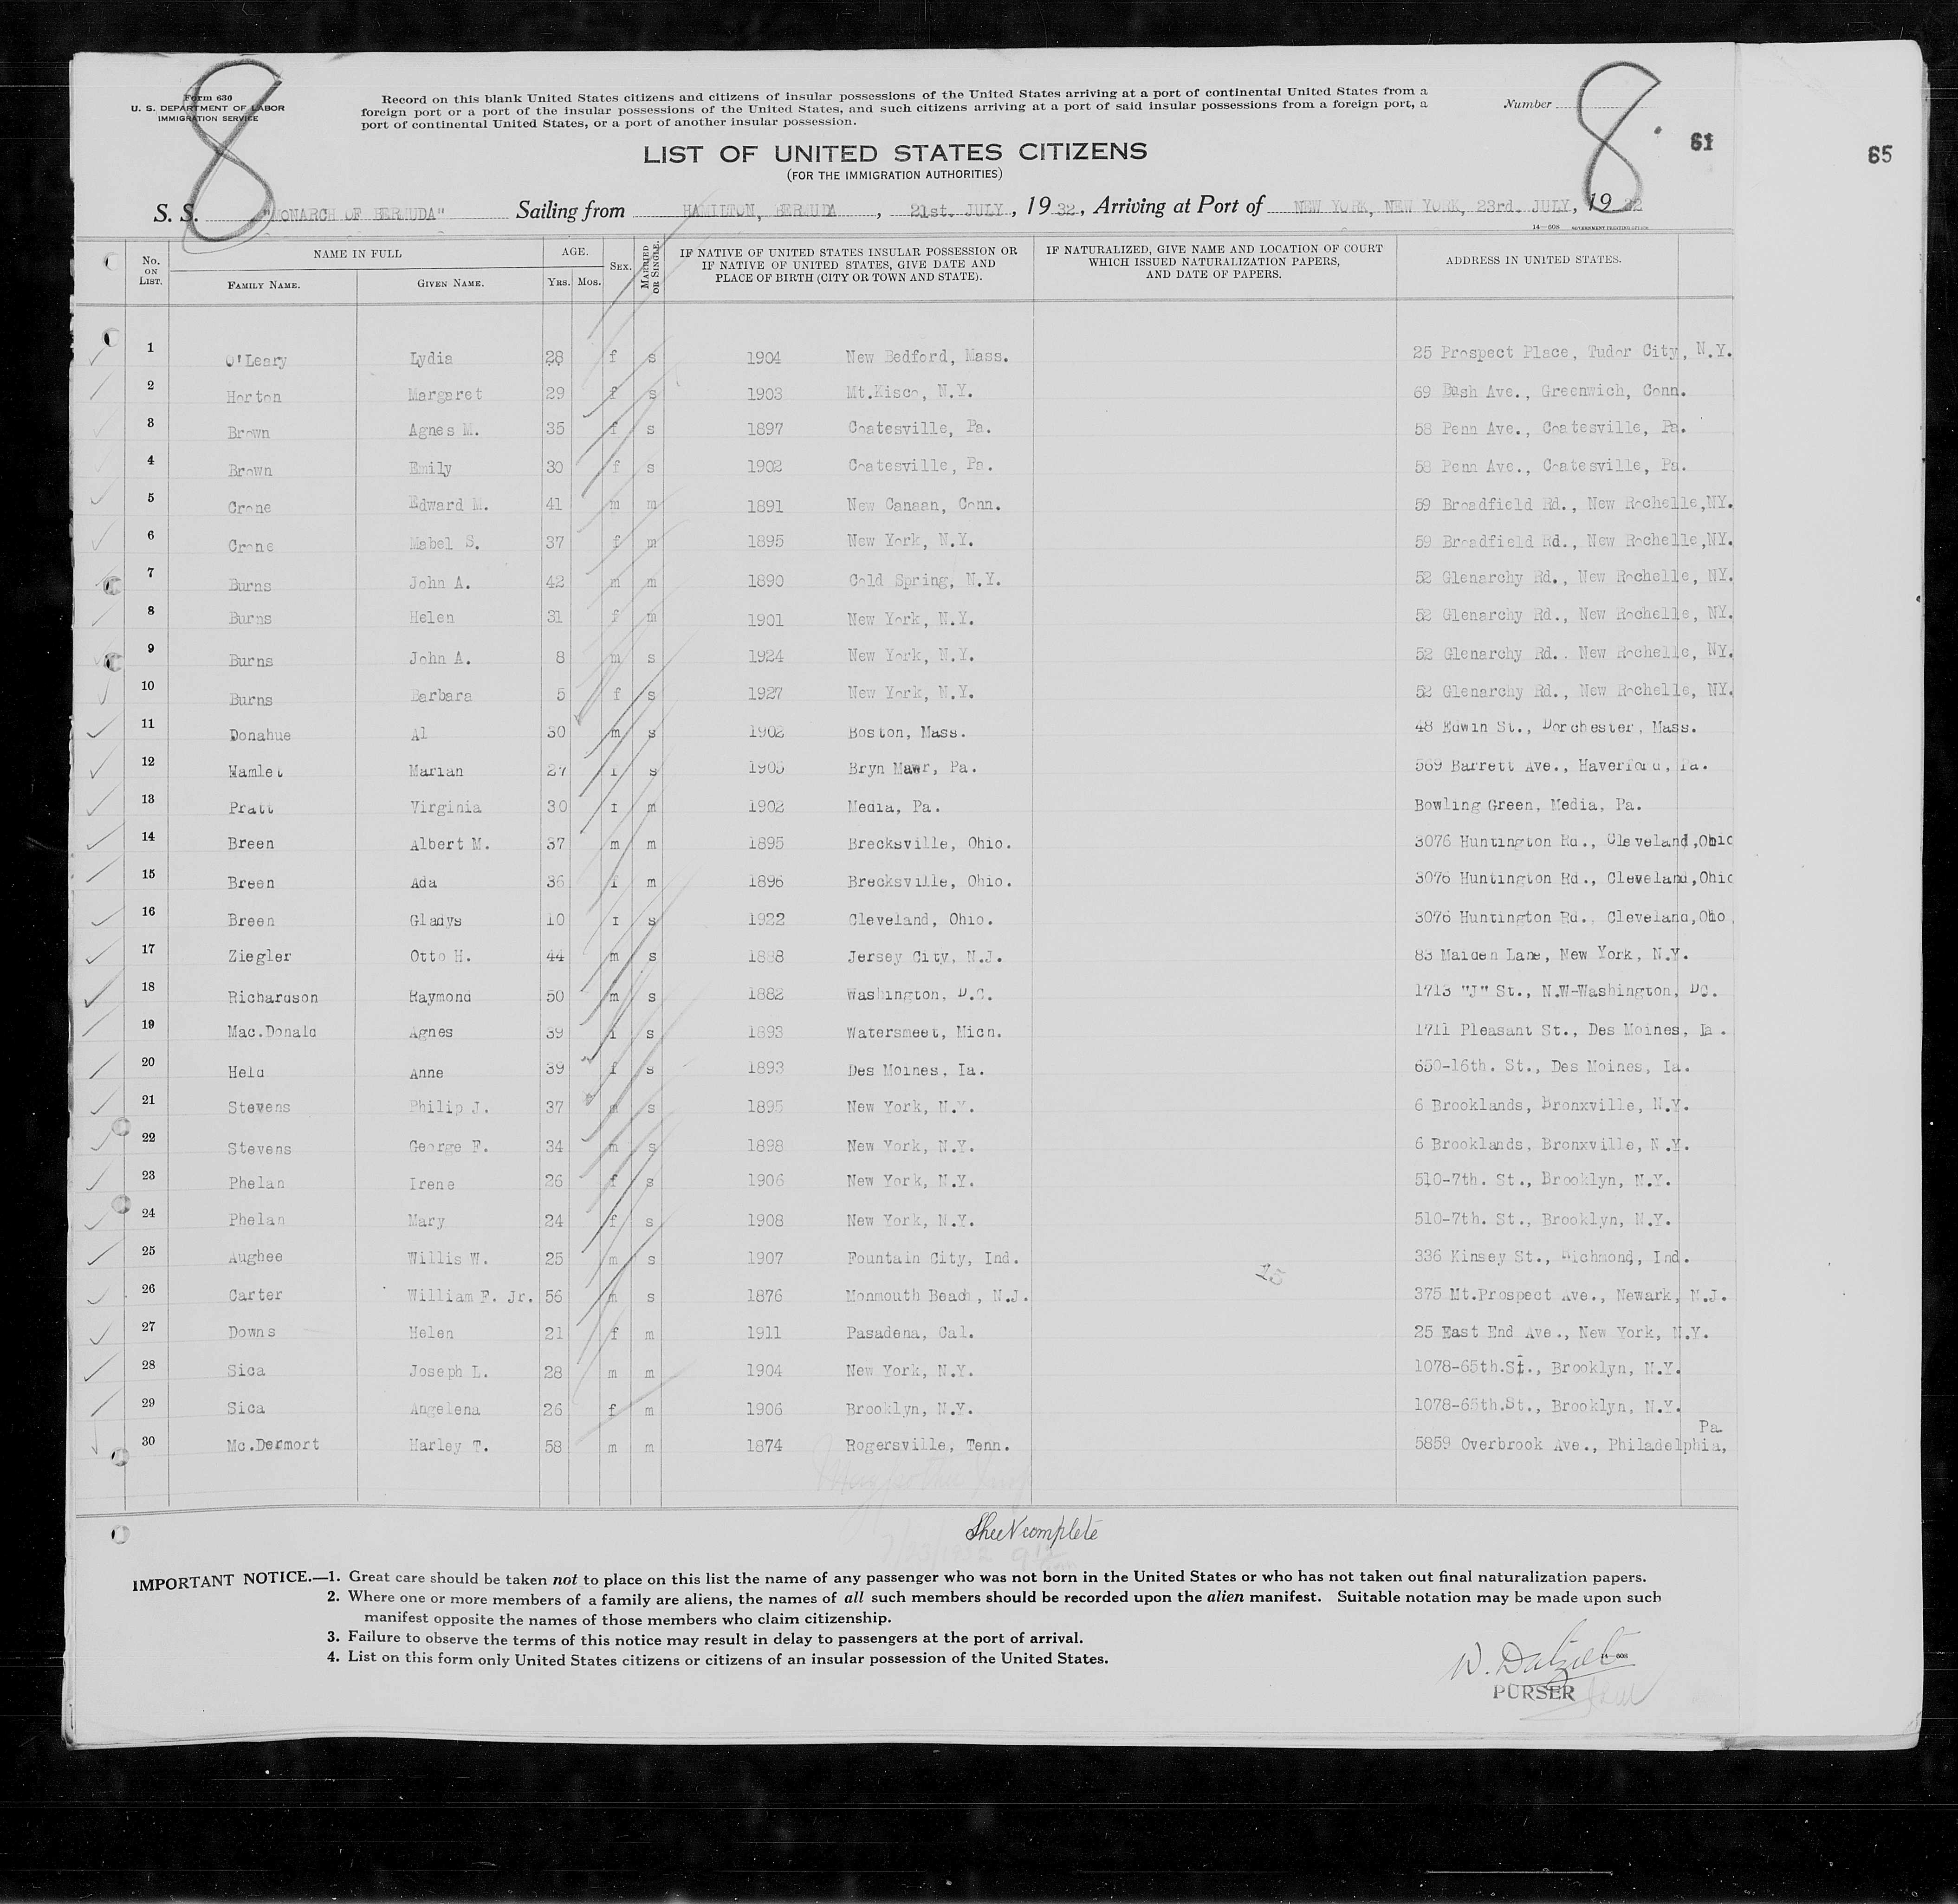 8 8
Form 630
U. S. DEPARTMENT OF LABOR
IMMIGRATION SERVICE
Record on this blank United States citizens and citizens of insular possessions of the United States arriving at a port of continental United States from a
foreign port or a port of the insular possessions of the United States, and such citizens arriving at a port of said insular possessions from a foreign port, a
port of continental United States, or a port of another insular possession.
Number
61
65
LIST OF UNITED STATES CITIZENS
(FOR THE IMMIGRATION AUTHORITIES)
S. S. "MONARCH OF BERMUDA" Sailing from HAMILTON, BERMUDA, 21st. JULY, 19 32, Arriving at Port of NEW YORK, NEW YORK, 23rd. JULY, 19 32
14—608 GOVERNMENT PRINTING OFFICE
No. ON LIST. NAME IN FULL FAMILY NAME. GIVEN NAME. AGE. YRS. MOS. SEX. MARRIED OR SINGLE. IF NATIVE OF UNITED STATES INSULAR POSSESSION OR IF NATIVE OF UNITED STATES, GIVE DATE AND PLACE OF BIRTH (CITY OR TOWN AND STATE). IF NATURALIZED, GIVE NAME AND LOCATION OF COURT WHICH ISSUED NATURALIZATION PAPERS, AND DATE OF PAPERS. ADDRESS IN UNITED STATES.
1 O'Leary Lydia 28 f s 1904 New Bedford, Mass. 25 Prospect Place, Tudor City, N.Y.
2 Horton Margaret 29 f s 1903 Mt.Kisco, N.Y. 69 Bush Ave., Greenwich, Conn.
3 Brown Agnes M. 35 f s 1897 Coatesville, Pa. 58 Penn Ave., Coatesville, Pa.
4 Brown Emily 30 f s 1902 Coatesville, Pa. 58 Penn Ave., Coatesville, Pa.
5 Crone Edward M. 41 m m 1891 New Canaan, Conn. 59 Broadfield Rd., New Rochelle,NY.
6 Crone Mabel S. 37 f m 1895 New York, N.Y. 59 Broadfield Rd., New Rochelle,NY.
7 Burns John A. 42 m m 1890 Cold Spring, N.Y. 52 Glenarchy Rd., New Rochelle, NY.
8 Burns Helen 31 f m 1901 New York, N.Y. 52 Glenarchy Rd., New Rochelle, NY.
9 Burns John A. 8 m s 1924 New York, N.Y. 52 Glenarchy Rd., New Rochelle, NY.
10 Burns Barbara 5 f s 1927 New York, N.Y. 52 Glenarchy Rd., New Rochelle, NY.
11 Donahue Al 30 m s 1902 Boston, Mass. 48 Edwin St., Dorchester, Mass.
12 Hamlet Marian 27 f s 1905 Bryn Mawr, Pa. 569 Barrett Ave., Haverford, Pa.
13 Pratt Virginia 30 f m 1902 Media, Pa. Bowling Green, Media, Pa.
14 Breen Albert M. 37 m m 1895 Brecksville, Ohio. 3076 Huntington Rd., Cleveland,Ohio
15 Breen Ada 36 f m 1896 Brecksville, Ohio. 3076 Huntington Rd., Cleveland,Ohio
16 Breen Gladys 10 f s 1922 Cleveland, Ohio. 3076 Huntington Rd., Cleveland,Oho
17 Ziegler Otto H. 44 m s 1888 Jersey City, N.J. 83 Maiden Lane, New York, N.Y.
18 Richardson Raymond 50 m s 1882 Washington, D.C. 1713 "J" St., N.W-Washington, DC.
19 Mac.Donald Agnes 39 f s 1893 Watersmeet, Mich. 1711 Pleasant St., Des Moines, Ia.
20 Held Anne 39 f s 1893 Des Moines, Ia. 650-16th. St., Des Moines, Ia.
21 Stevens Philip J. 37 m s 1895 New York, N.Y. 6 Brooklands, Bronxville, N.Y.
22 Stevens George F. 34 m s 1898 New York, N.Y. 6 Brooklands, Bronxville, N.Y.
23 Phelan Irene 26 f s 1906 New York, N.Y. 510-7th. St., Brooklyn, N.Y.
24 Phelan Mary 24 f s 1908 New York, N.Y. 510-7th. St., Brooklyn, N.Y.
25 Aughee Willis W. 25 m s 1907 Fountain City, Ind. 336 Kinsey St., Richmond, Ind.
15
26 Carter William F. Jr. 56 m s 1876 Monmouth Beach, N.J. 375 Mt.Prospect Ave., Newark, N.J.
27 Downs Helen 21 f m 1911 Pasadena, Cal. 25 East End Ave., New York, N.Y.
28 Sica Joseph L. 28 m m 1904 New York, N.Y. 1078-65th.St., Brooklyn, N.Y.
29 Sica Angelena 26 f m 1906 Brooklyn, N.Y. 1078-65th.St., Brooklyn, N.Y.
30 Mc.Dermort Harley T. 58 m m 1874 Rogersville, Tenn. 5859 Overbrook Ave., Philadelphia, Pa.
Sheet complete
7/23/1932
IMPORTANT NOTICE.—1. Great care should be taken not to place on this list the name of any passenger who was not born in the United States or who has not taken out final naturalization papers.
2. Where one or more members of a family are aliens, the names of all such members should be recorded upon the alien manifest. Suitable notation may be made upon such
manifest opposite the names of those members who claim citizenship.
3. Failure to observe the terms of this notice may result in delay to passengers at the port of arrival.
4. List on this form only United States citizens or citizens of an insular possession of the United States.
14—608
W. Dalziel
PURSER